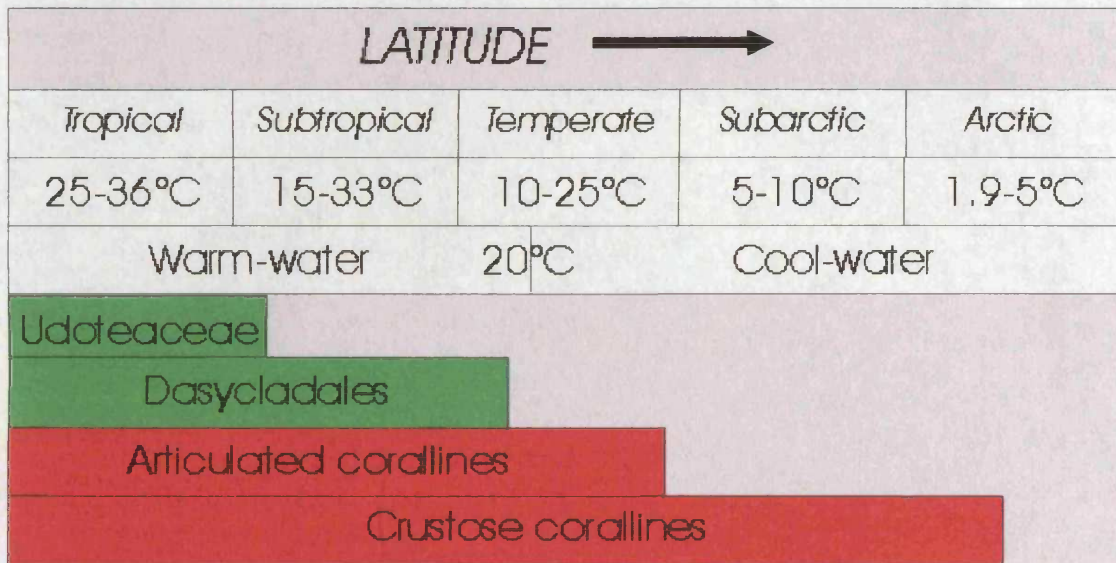 LATITUDE
Tropical Subtropical Temperate Subarctic Arctic
25-36°C 15-33°C 10-25°C 5-10°C 1.9-5°C
Warm-water 20°C Cool-water
Udoteaceae
Dasycladales
Articulated corallines
Crustose corallines